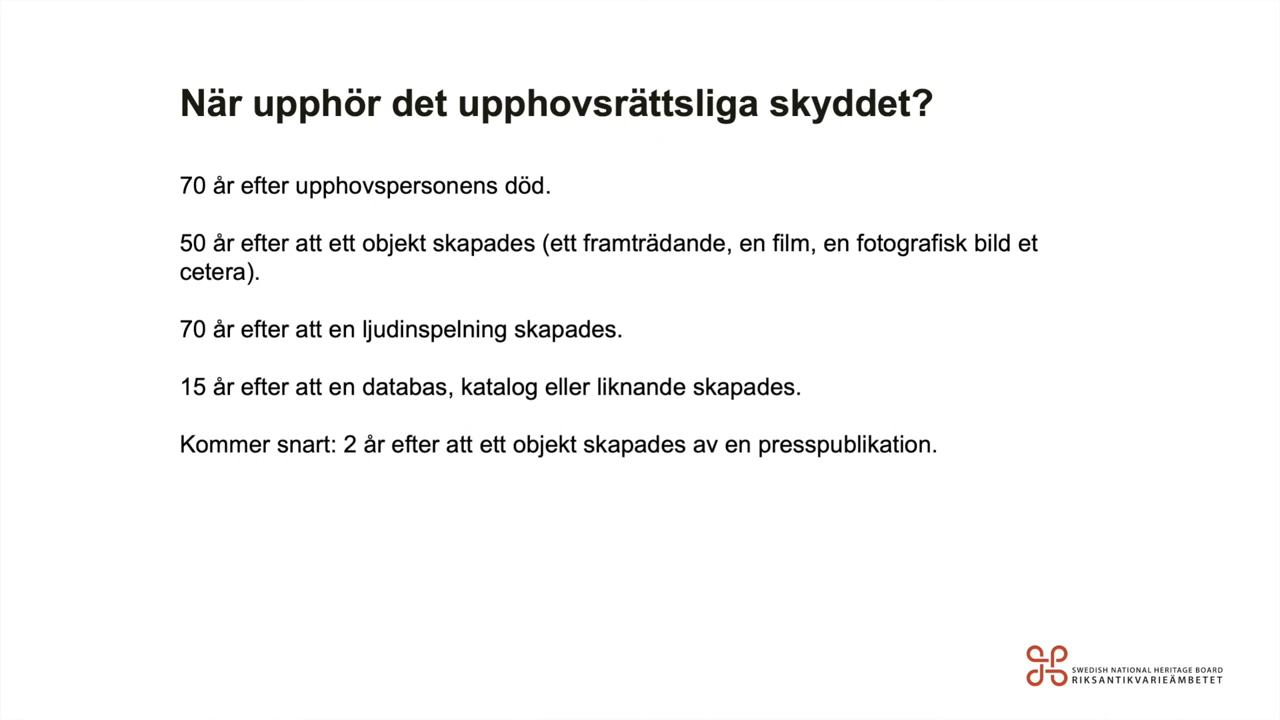 När upphör det upphovsrättsliga skyddet?
70 år efter upphovspersonens död.
50 år efter att ett objekt skapades (ett framträdande, en film, en fotografisk bild et
cetera).
70 år efter att en ljudinspelning skapades.
15 år efter att en databas, katalog eller liknande skapades.
Kommer snart: 2 år efter att ett objekt skapades av en presspublikation.
SWEDISH NATIONAL HERITAGE BOARD
RIKSANTIKVARIEÄMBETET